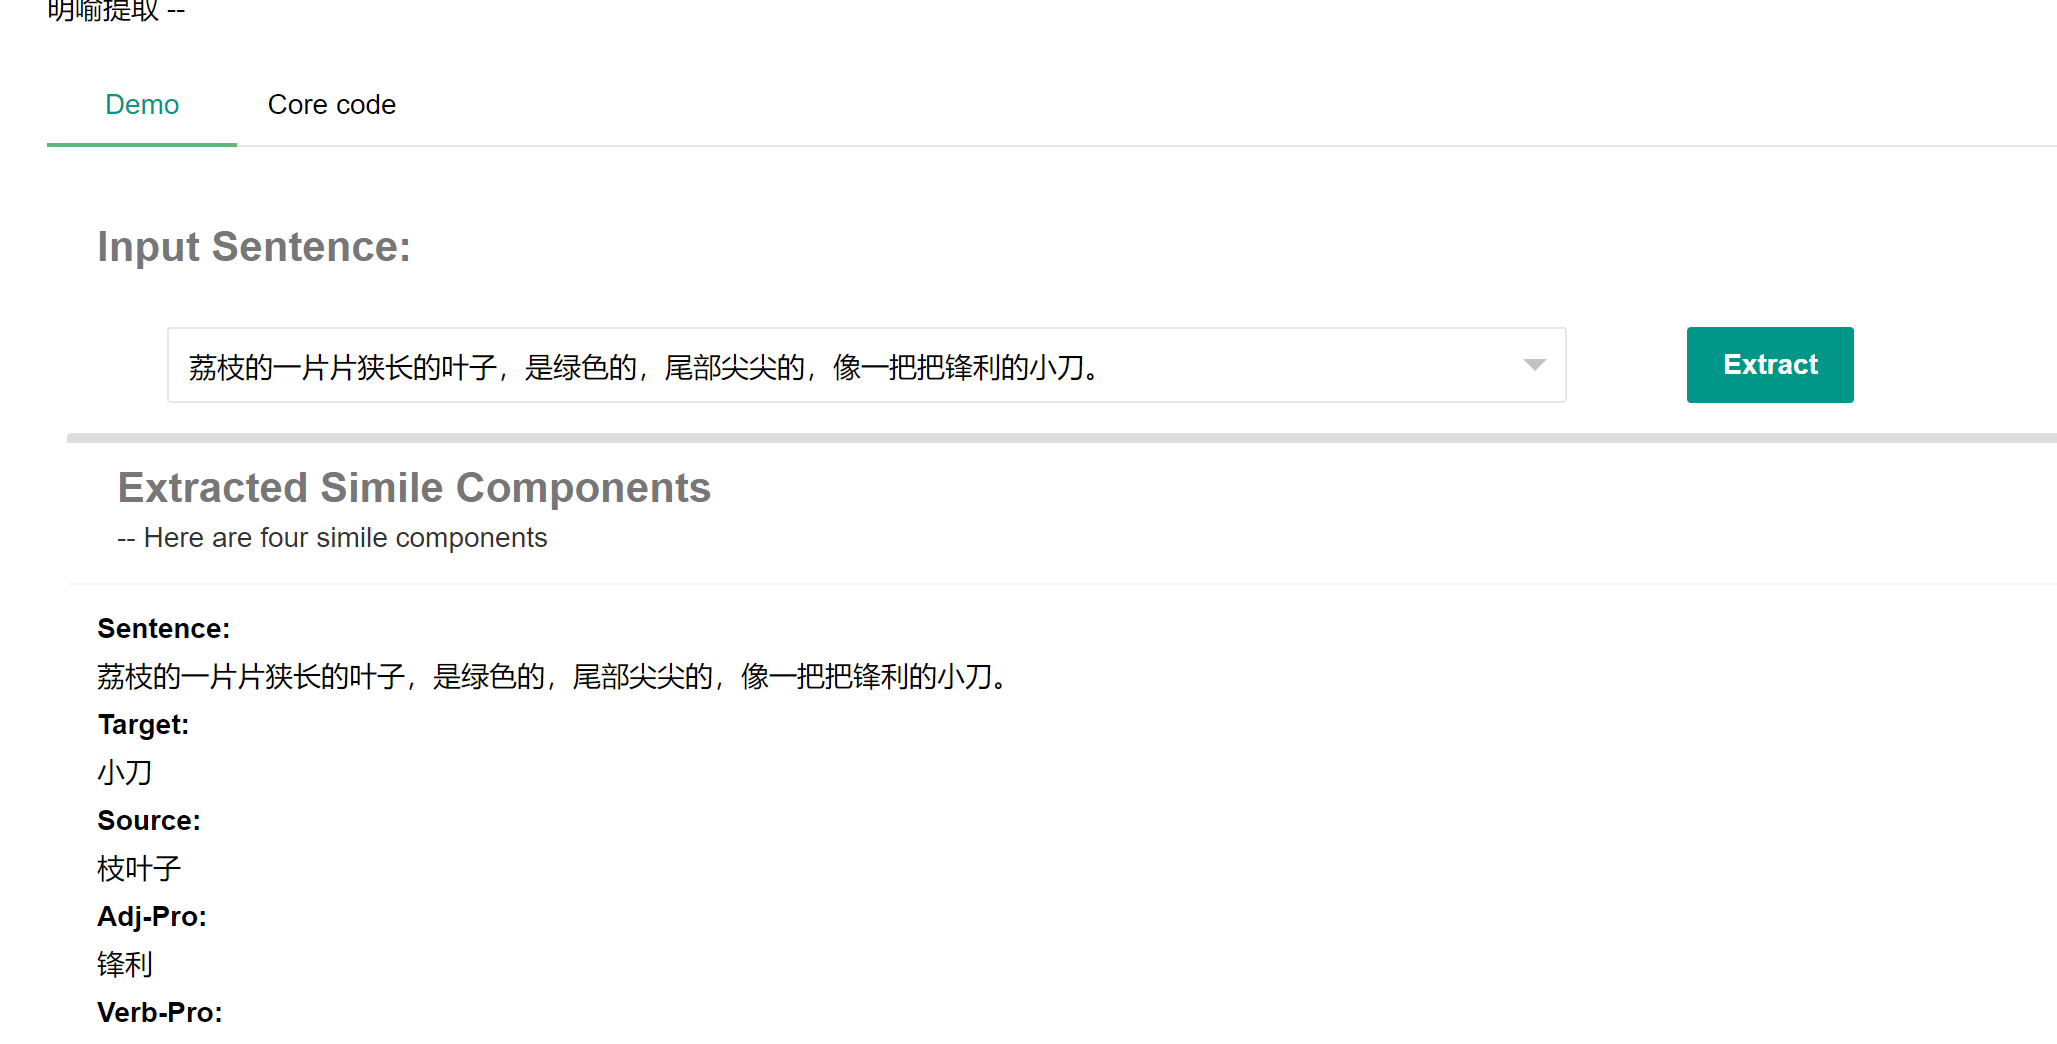 明喻提取 --
Demo
Core code
Input Sentence:
荔枝的一片片狭长的叶子，是绿色的，尾部尖尖的，像一把把锋利的小刀。
Extract
Extracted Simile Components
-- Here are four simile components
Sentence:
荔枝的一片片狭长的叶子，是绿色的，尾部尖尖的，像一把把锋利的小刀。
Target:
小刀
Source:
枝叶子
Adj-Pro:
锋利
Verb-Pro: